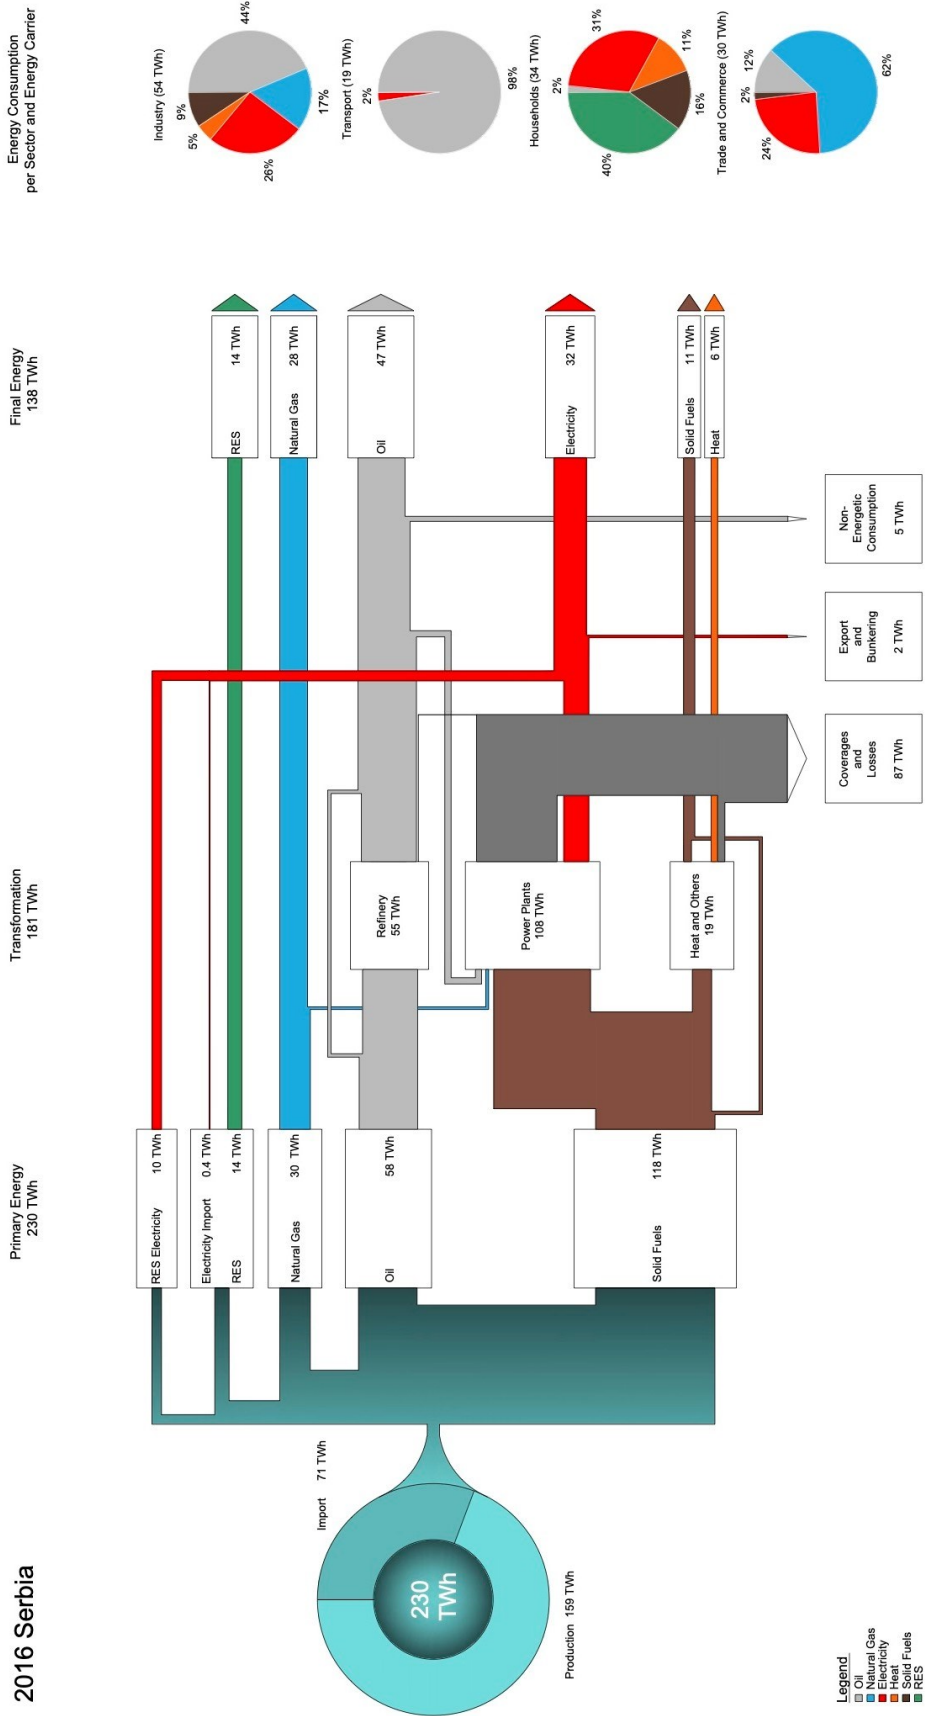 2016 Serbia
Primary Energy
230 TWh
Transformation
181 TWh
Final Energy
138 TWh
Energy Consumption
per Sector and Energy Carrier
Import 71 TWh
230
TWh
Production 159 TWh
RES Electricity 10 TWh
Electricity Import 0.4 TWh
RES 14 TWh
Natural Gas 30 TWh
Oil 58 TWh
Solid Fuels 118 TWh
Refinery
55 TWh
Power Plants
108 TWh
Heat and Others
19 TWh
RES 14 TWh
Natural Gas 28 TWh
Oil 47 TWh
Electricity 32 TWh
Solid Fuels 11 TWh
Heat 6 TWh
Coverages
and
Losses
87 TWh
Export
and
Bunkering
2 TWh
Non-
Energetic
Consumption
5 TWh
Industry (54 TWh)
44%
9%
5%
26%
17%
Transport (19 TWh)
2%
98%
Households (34 TWh)
31%
11%
2%
16%
40%
Trade and Commerce (30 TWh)
12%
2%
62%
24%
Legend
Oil
Natural Gas
Electricity
Heat
Solid Fuels
RES